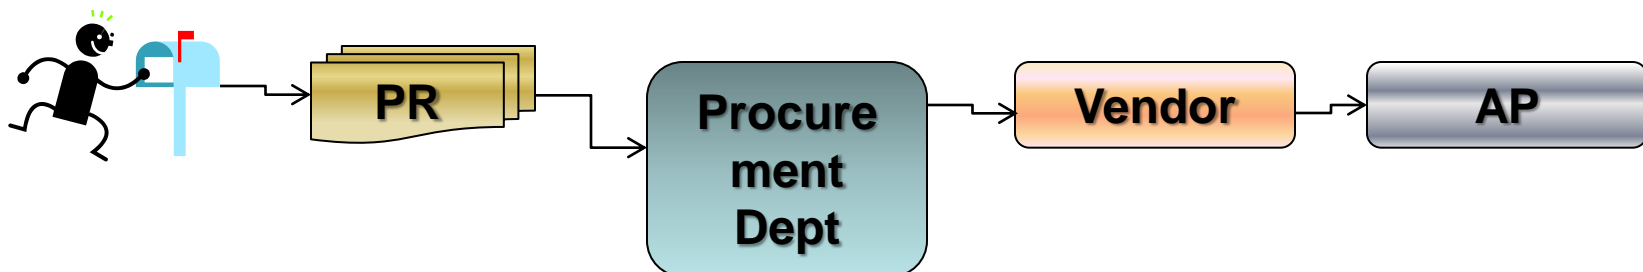 PR
Procure
ment
Dept
Vendor
AP